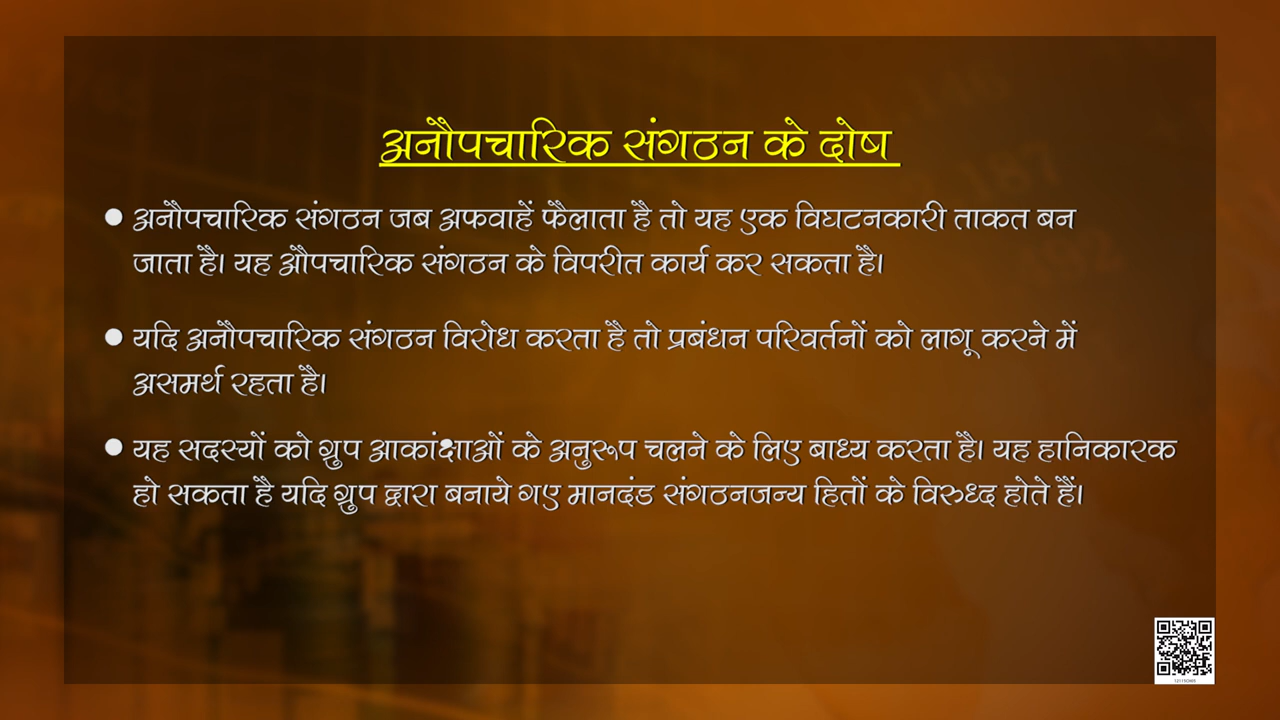 अनौपचारिक संगठन के दोष
● अनौपचारिक संगठन जब अफवाहें फैलाता है तो यह एक विघटनकारी ताकत बन
जाता है। यह औपचारिक संगठन के विपरीत कार्य कर सकता है।
● यदि अनौपचारिक संगठन विरोध करता है तो प्रबंधन परिवर्तनों को लागू करने में
असमर्थ रहता है।
● यह सदस्यों को ग्रुप आकांक्षाओं के अनुरूप चलने के लिए बाध्य करता है। यह हानिकारक
हो सकता है यदि ग्रुप द्वारा बनाये गए मानदंड संगठनजन्य हितों के विरुध्द होते हैं।